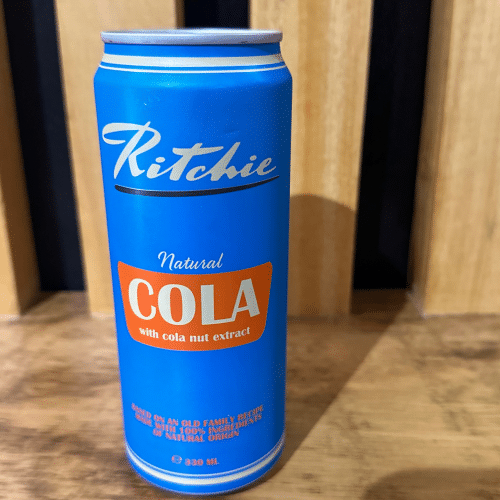 Ritchie
Natural
COLA
with cola nut extract
BASED ON AN OLD FAMILY RECIPE
MADE WITH 100% INGREDIENTS
OF NATURAL ORIGIN
℮ 330 ML